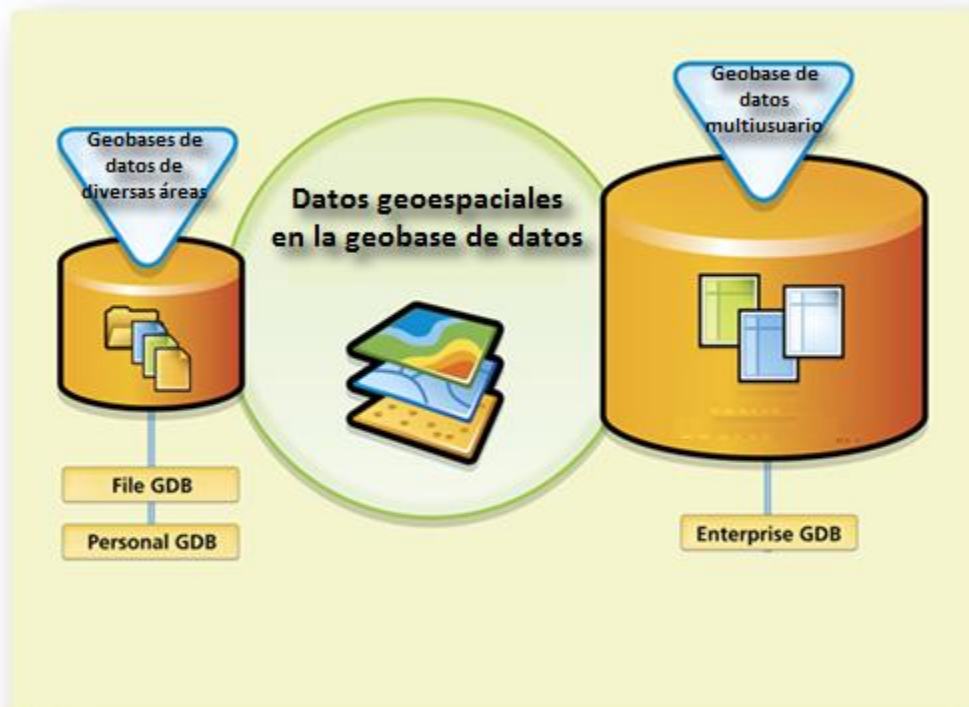 Geobases de
datos de
diversas áreas
File GDB
Personal GDB
Datos geoespaciales
en la geobase de datos
Geobase de
datos
multiusuario
Enterprise GDB